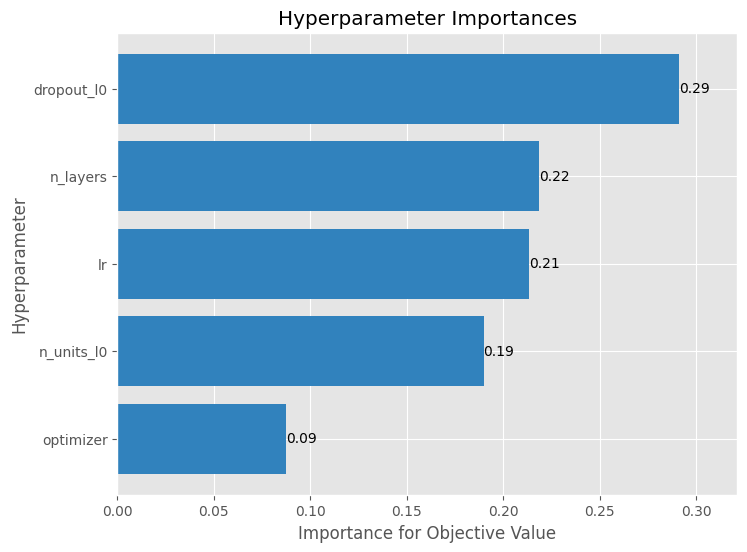 Hyperparameter Importances
Hyperparameter
dropout_l0
0.29
n_layers
0.22
lr
0.21
n_units_l0
0.19
optimizer
0.09
0.00 0.05 0.10 0.15 0.20 0.25 0.30
Importance for Objective Value